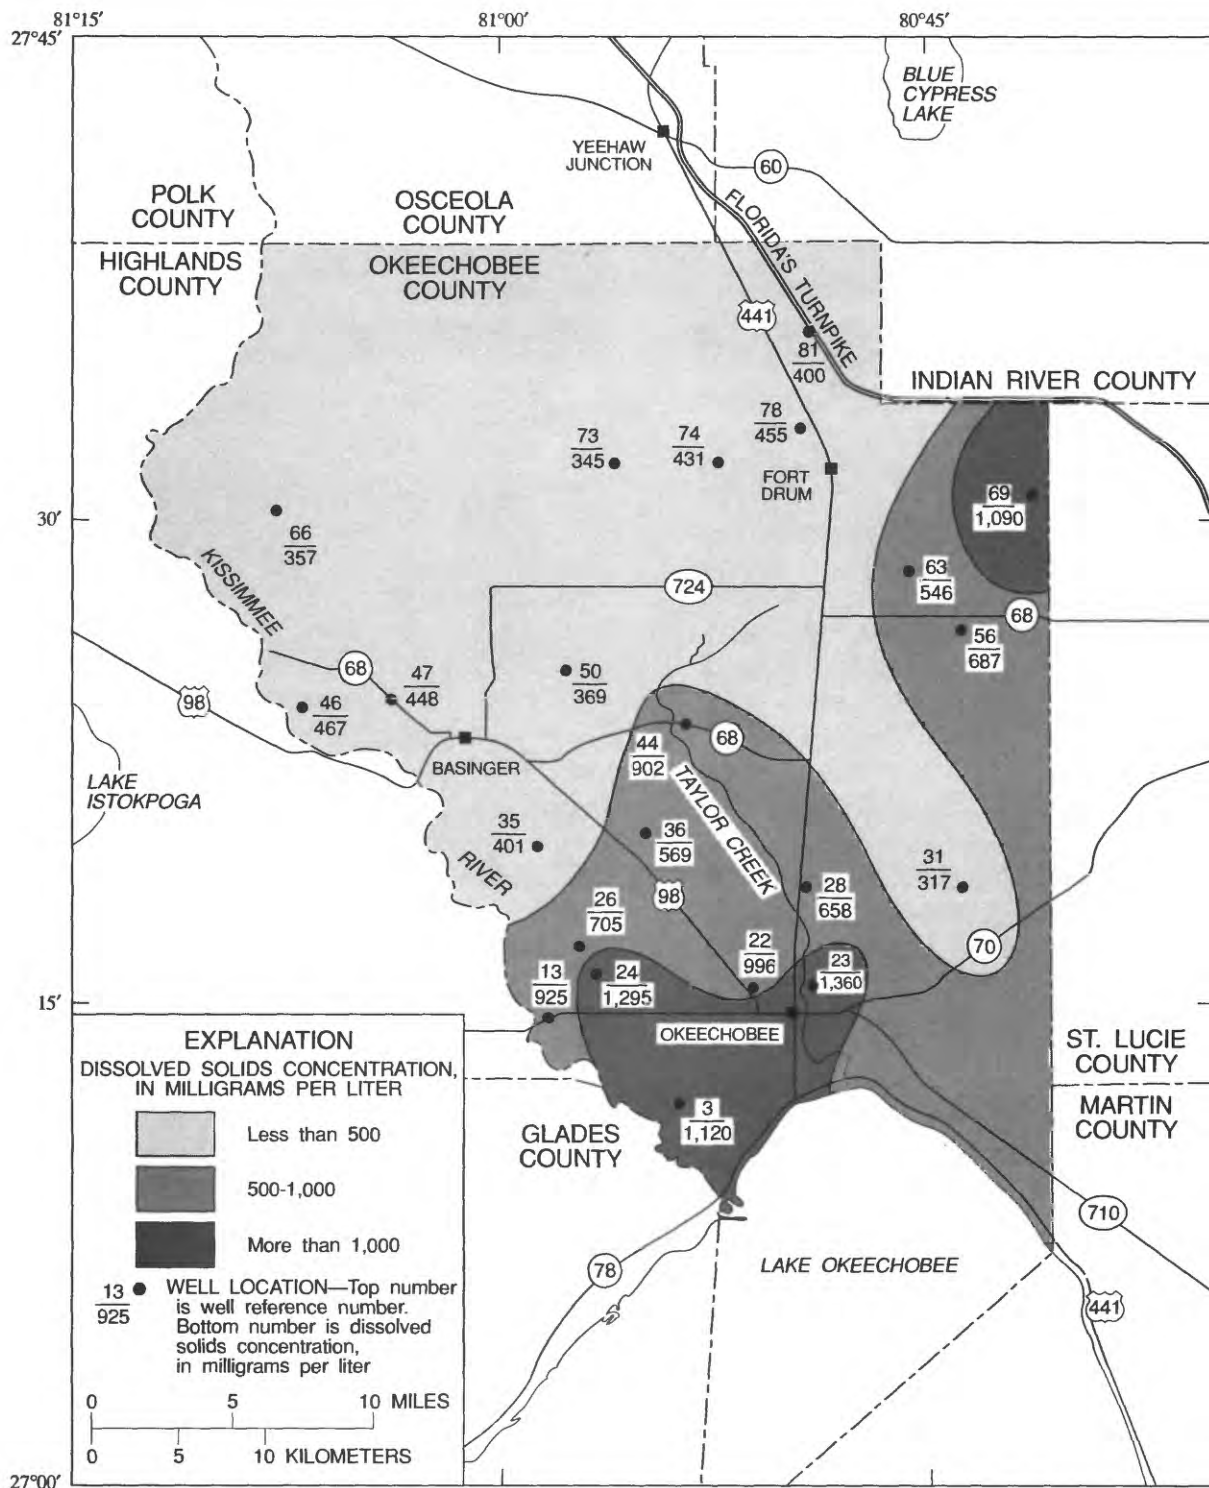 81°15′
81°00′
80°45′
27°45′
BLUE
CYPRESS
LAKE
YEEHAW
JUNCTION
60
POLK
COUNTY
OSCEOLA
COUNTY
FLORIDA'S TURNPIKE
HIGHLANDS
COUNTY
OKEECHOBEE
COUNTY
441
81
400
INDIAN RIVER COUNTY
78
455
73
345
74
431
FORT
DRUM
69
1,090
30′
66
357
KISSIMMEE
63
546
724
68
56
687
68
47
448
50
369
98
46
467
44
902
68
BASINGER
LAKE
ISTOKPOGA
TAYLOR CREEK
35
401
36
569
RIVER
31
317
28
658
98
26
705
22
996
70
23
1,360
13
925
24
1,295
15′
OKEECHOBEE
ST. LUCIE
COUNTY
MARTIN
COUNTY
3
1,120
GLADES
COUNTY
710
LAKE OKEECHOBEE
78
441
EXPLANATION
DISSOLVED SOLIDS CONCENTRATION,
IN MILLIGRAMS PER LITER
Less than 500
500-1,000
More than 1,000
13
925
WELL LOCATION—Top number
is well reference number.
Bottom number is dissolved
solids concentration,
in milligrams per liter
0 5 10 MILES
0 5 10 KILOMETERS
27°00′